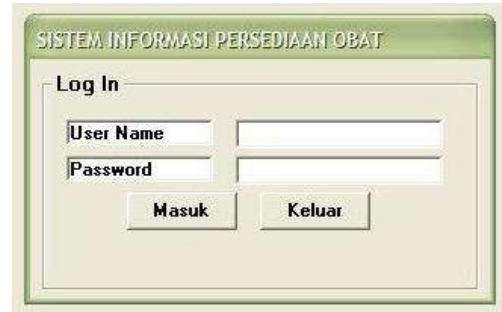 SISTEM INFORMASI PERSEDIAAN OBAT
Log In
User Name
Password
Masuk Keluar